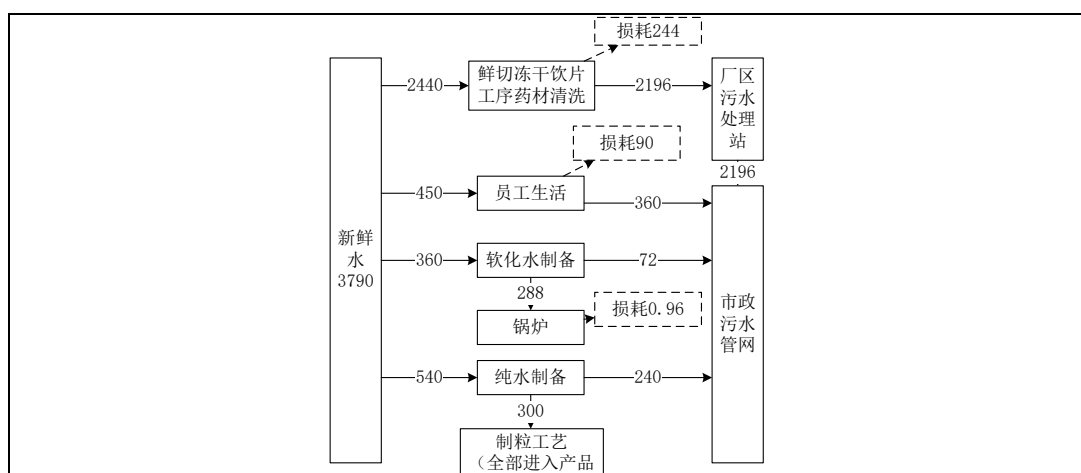 损耗244
2440
鲜切冻干饮片
工序药材清洗
2196
厂区
污水
处理
站
2196
损耗90
450
员工生活
360
新鲜
水
3790
360
软化水制备
72
288
锅炉
损耗0.96
市政
污水
管网
540
纯水制备
240
300
制粒工艺
（全部进入产品